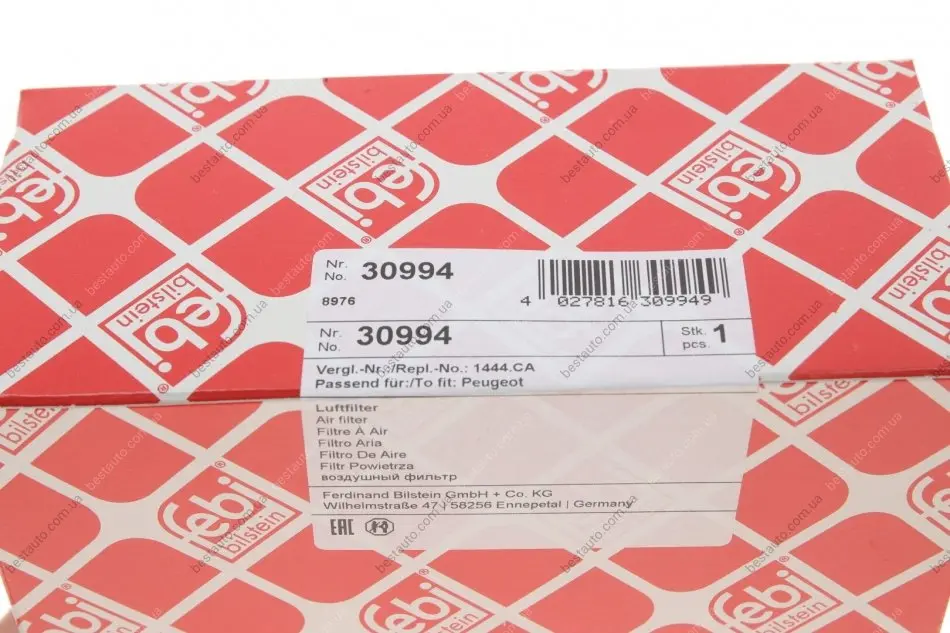 febi
bilstein
Nr.
No. 30994
8976
4 027816 309949
Nr.
No. 30994
Stk.
pcs. 1
Vergl.-Nr.:/Repl.-No.: 1444.CA
Passend für:/To fit: Peugeot
Luftfilter
Air filter
Filtre À Air
Filtro Aria
Filtro De Aire
Filtr Powietrza
воздушный фильтр
Ferdinand Bilstein GmbH + Co. KG
Wilhelmstraße 47 | 58256 Ennepetal | Germany
EAC
bestauto.com.ua